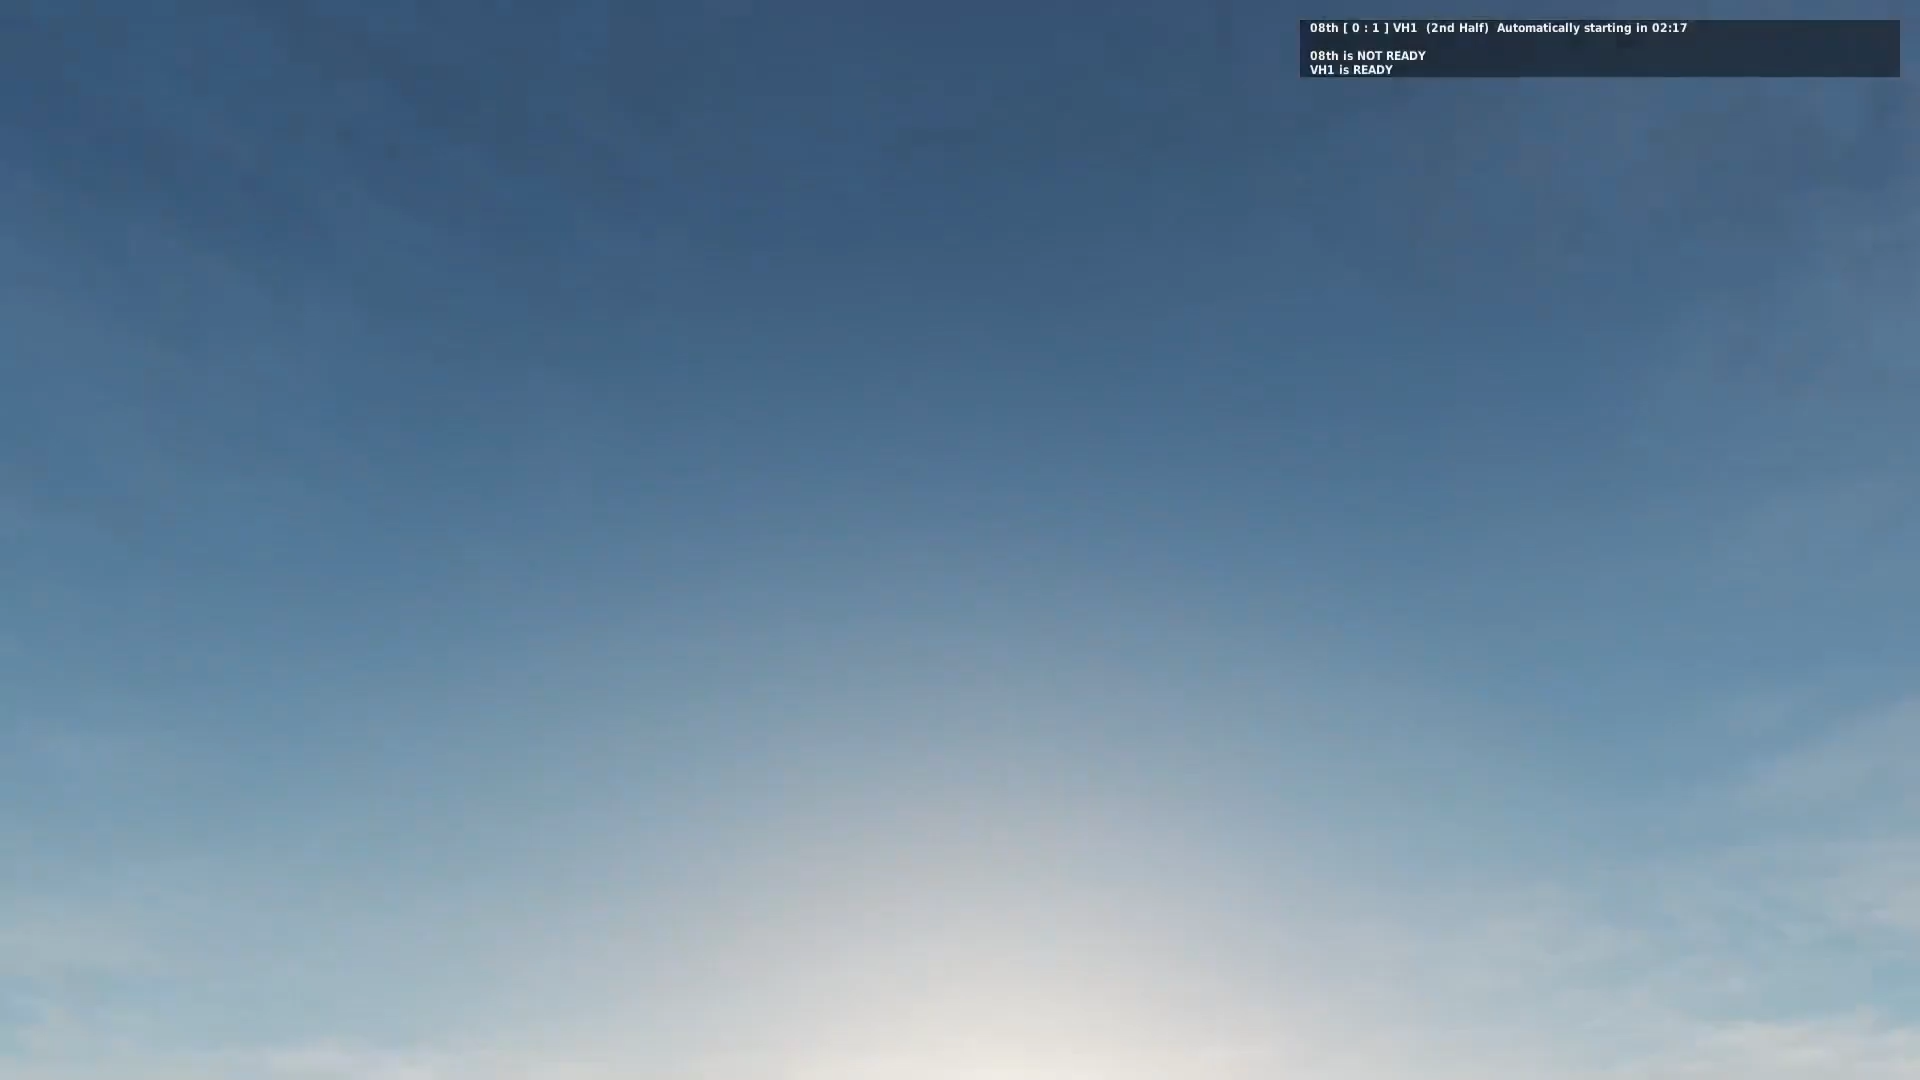 08th [ 0 : 1 ] VH1  (2nd Half)  Automatically starting in 02:17
08th is NOT READY
VH1 is READY